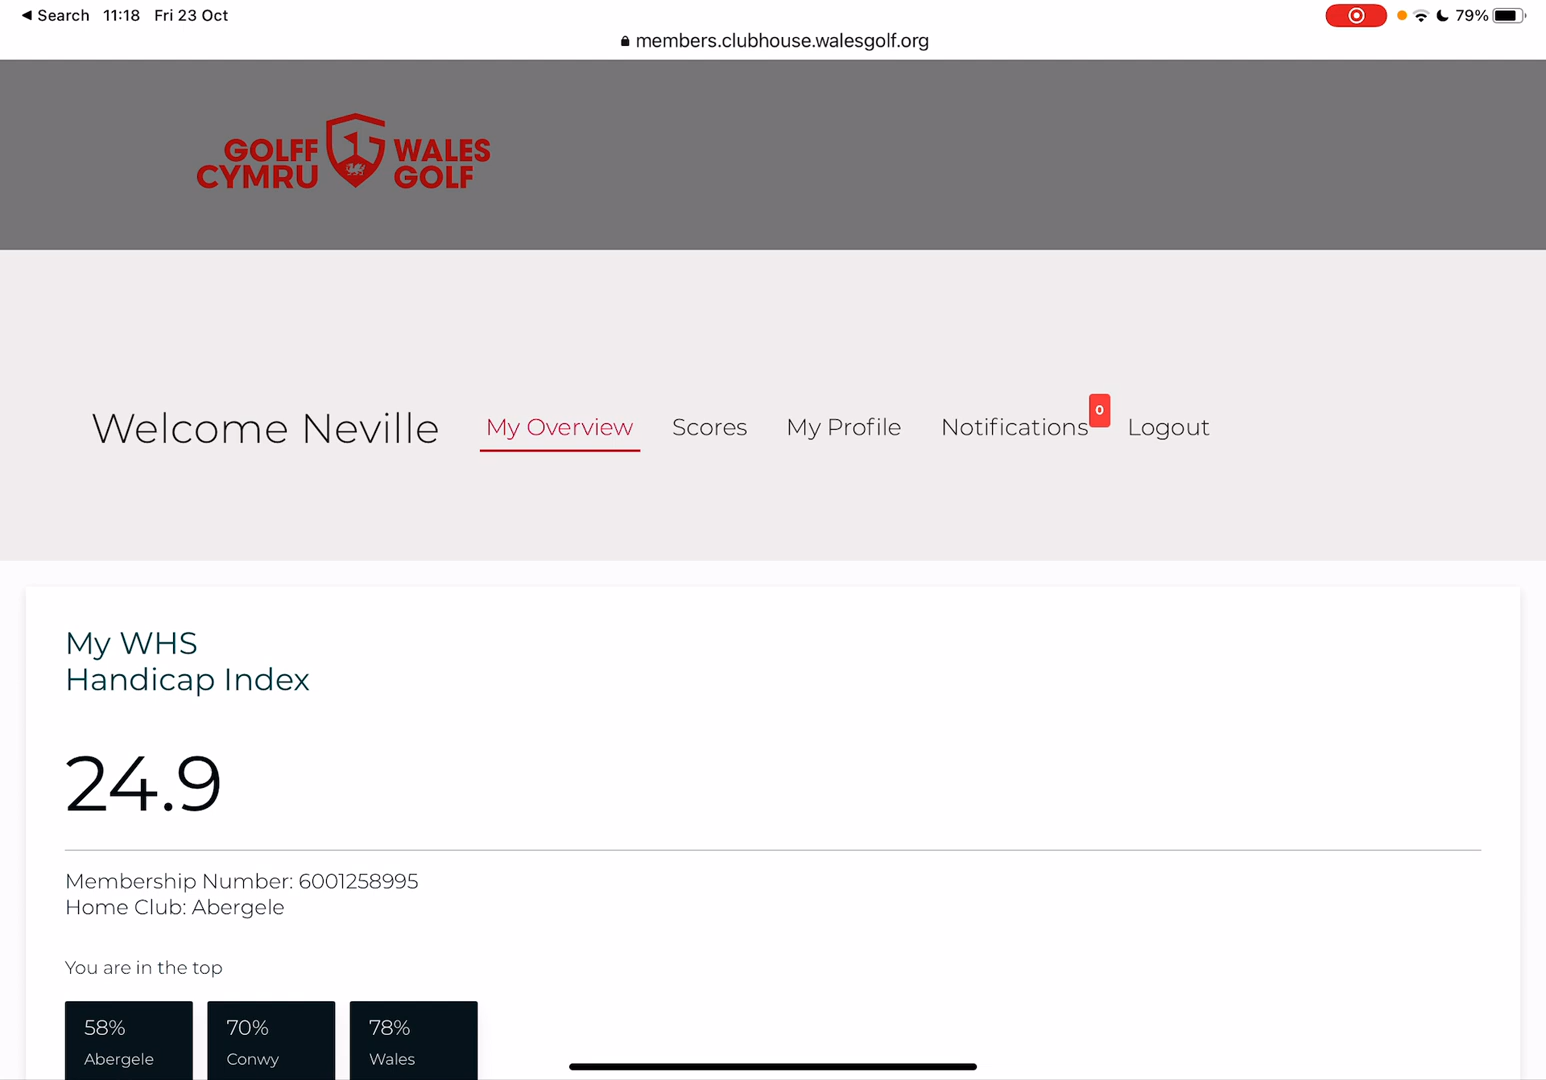 Search 11:18 Fri 23 Oct 79%
members.clubhouse.walesgolf.org
GOLFF WALES
CYMRU GOLF
Welcome Neville My Overview Scores My Profile Notifications 0 Logout
My WHS
Handicap Index
24.9
Membership Number: 6001258995
Home Club: Abergele
You are in the top
58% 70% 78%
Abergele Conwy Wales